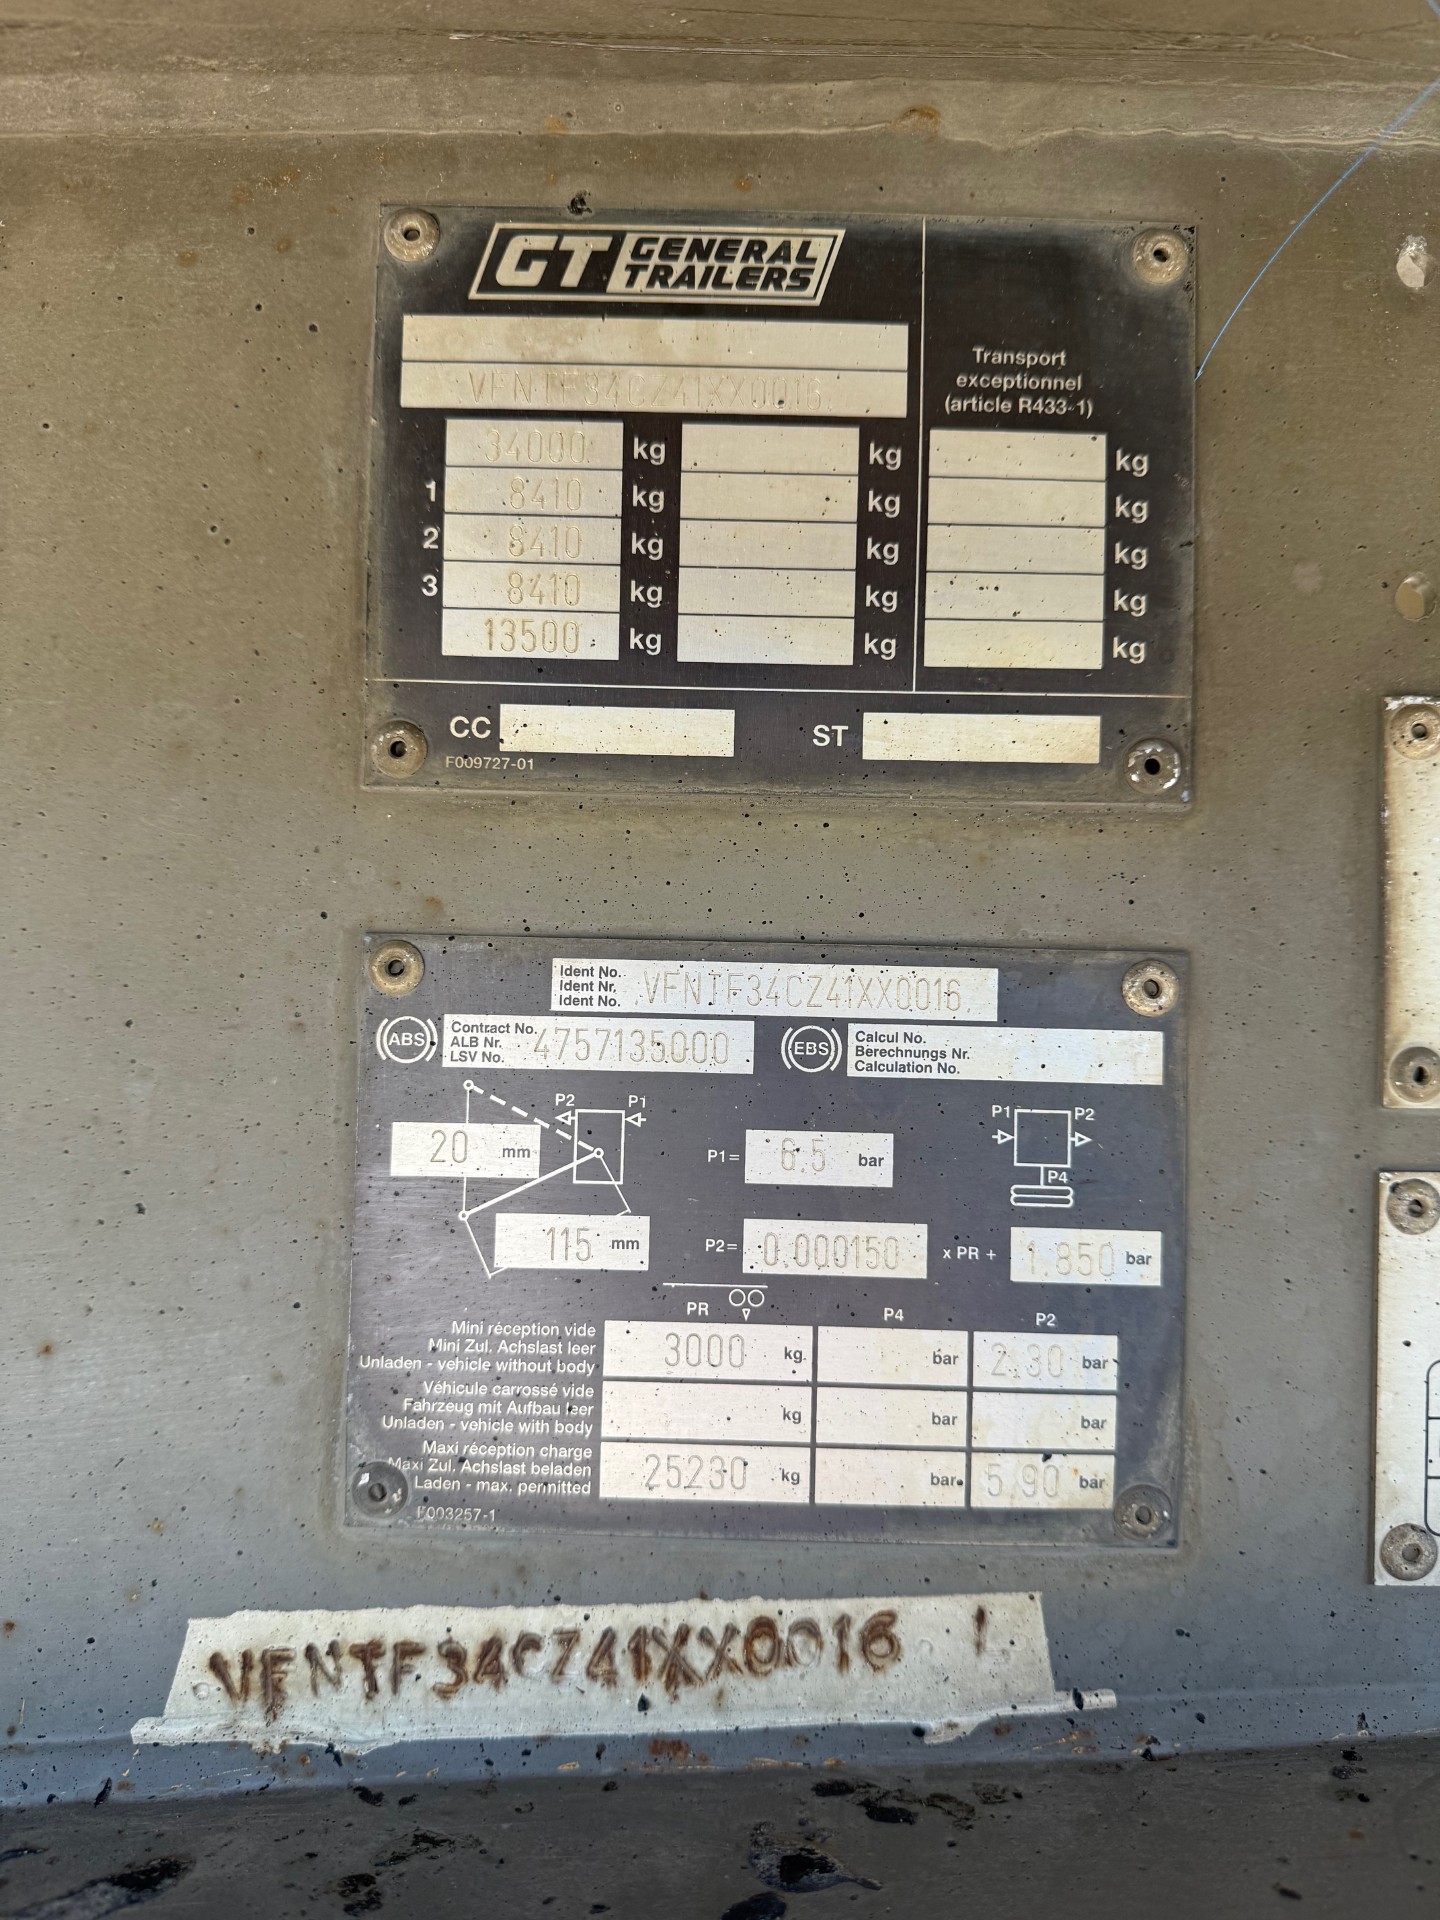 GT GENERAL TRAILERS
VFNTF34CZ41XX0016
Transport
exceptionnel
(article R433-1)
34000 kg kg kg
1 8410 kg kg kg
2 8410 kg kg kg
3 8410 kg kg kg
13500 kg kg kg
CC ST
F009727-01
Ident No.
Ident Nr.
Ident No.
VFNTF34CZ41XX0016
ABS
Contract No.
ALB Nr.
LSV No.
4757135000
EBS
Calcul No.
Berechnungs Nr.
Calculation No.
P2 P1
20 mm
P1= 6.5 bar
P1 P2
P4
115 mm
P2= 0.000150 x PR + 1.850 bar
PR P4 P2
Mini réception vide
Mini Zul. Achslast leer
Unladen - vehicle without body
3000 kg bar 2.30 bar
Véhicule carrossé vide
Fahrzeug mit Aufbau leer
Unladen - vehicle with body
kg bar bar
Maxi réception charge
Maxi Zul. Achslast beladen
Laden - max. permitted
25230 kg bar 5.90 bar
F003257-1
VFNTF34CZ41XX0016